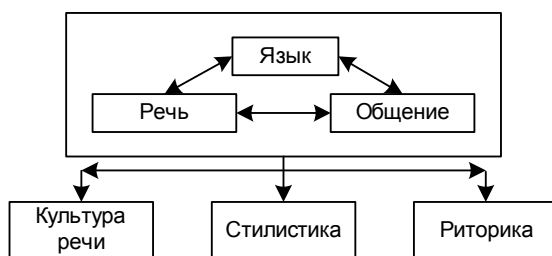 Язык
Речь
Общение
Культура
речи
Стилистика
Риторика